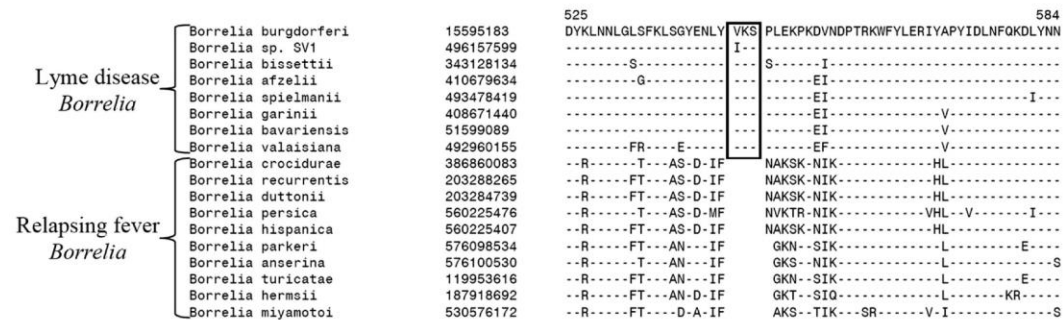 525 584
Borrelia burgdorferi 15595183 DYKLNNLGLSFKLSGYENLY VKS PLEKPKDVNDPTRKWFYLERIYAPYIDLNFQKDLYNN
Borrelia sp. SV1 496157599 -------------------- I-- -------------------------------------
Borrelia bissettii 343128134 --------S----------- --- S------I-----------------------------
Borrelia afzelii 410679634 ---------G---------- --- ------EI-----------------------------
Lyme disease
Borrelia
Borrelia spielmanii 493478419 -------------------- --- ------EI-------------------------I---
Borrelia garinii 408671440 -------------------- --- ------EI--------------V--------------
Borrelia bavariensis 51599089 -------------------- --- ------EI--------------V--------------
Borrelia valaisiana 492960155 --------FR----E----- --- ------EF--------------V--------------
Borrelia crocidurae 386860083 --R------T---AS-D-IF NAKSK-NIK------------HL--------------
Borrelia recurrentis 203288265 --R-----FT---AS-D-IF NAKSK-NIK------------HL--------------
Borrelia duttonii 203284739 --R-----FT---AS-D-IF NAKSK-NIK------------HL--------------
Borrelia persica 560225476 --R-----FT---AS-D-MF NVKTR-NIK-----------VHL--V-------I---
Relapsing fever
Borrelia
Borrelia hispanica 560225407 --R-----FT---AS-D-IF NAKSK-NIK------------HL--------------
Borrelia parkeri 576098534 --R-----FT---AN---IF GKN--SIK-------------L---------E----
Borrelia anserina 576100530 --R------T---AN---IF GKS--NIK-------------L-------------S
Borrelia turicatae 119953616 --R-----FT---AN---IF GKN--SIK-------------L---------E----
Borrelia hermsii 187918692 --R-----FT---AN-D-IF GKT--SIQ---------------------KR-----
Borrelia miyamotoi 530576172 --R-----FT----D-A-IF AKS--TIK---SR------V-I-------------S